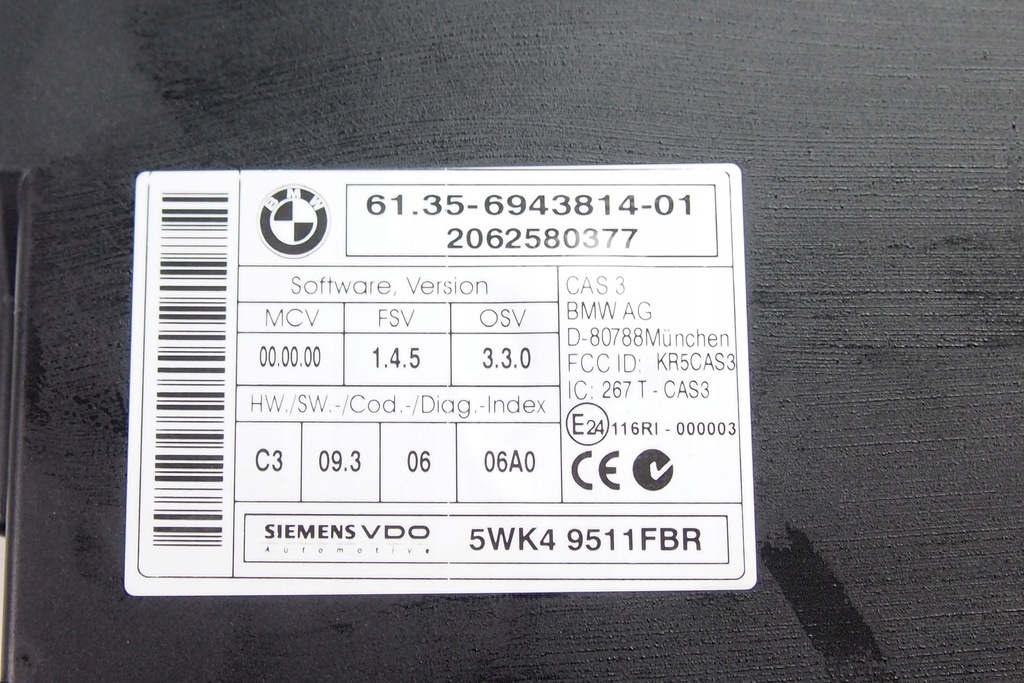 BMW
61.35-6943814-01
2062580377
Software, Version
MCV FSV OSV
00.00.00 1.4.5 3.3.0
HW./SW.-/Cod.-/Diag.-Index
C3 09.3 06 06A0
CAS 3
BMW AG
D-80788München
FCC ID: KR5CAS3
IC: 267 T - CAS3
E24 116RI - 000003
CE
SIEMENS VDO
Automotive
5WK4 9511FBR